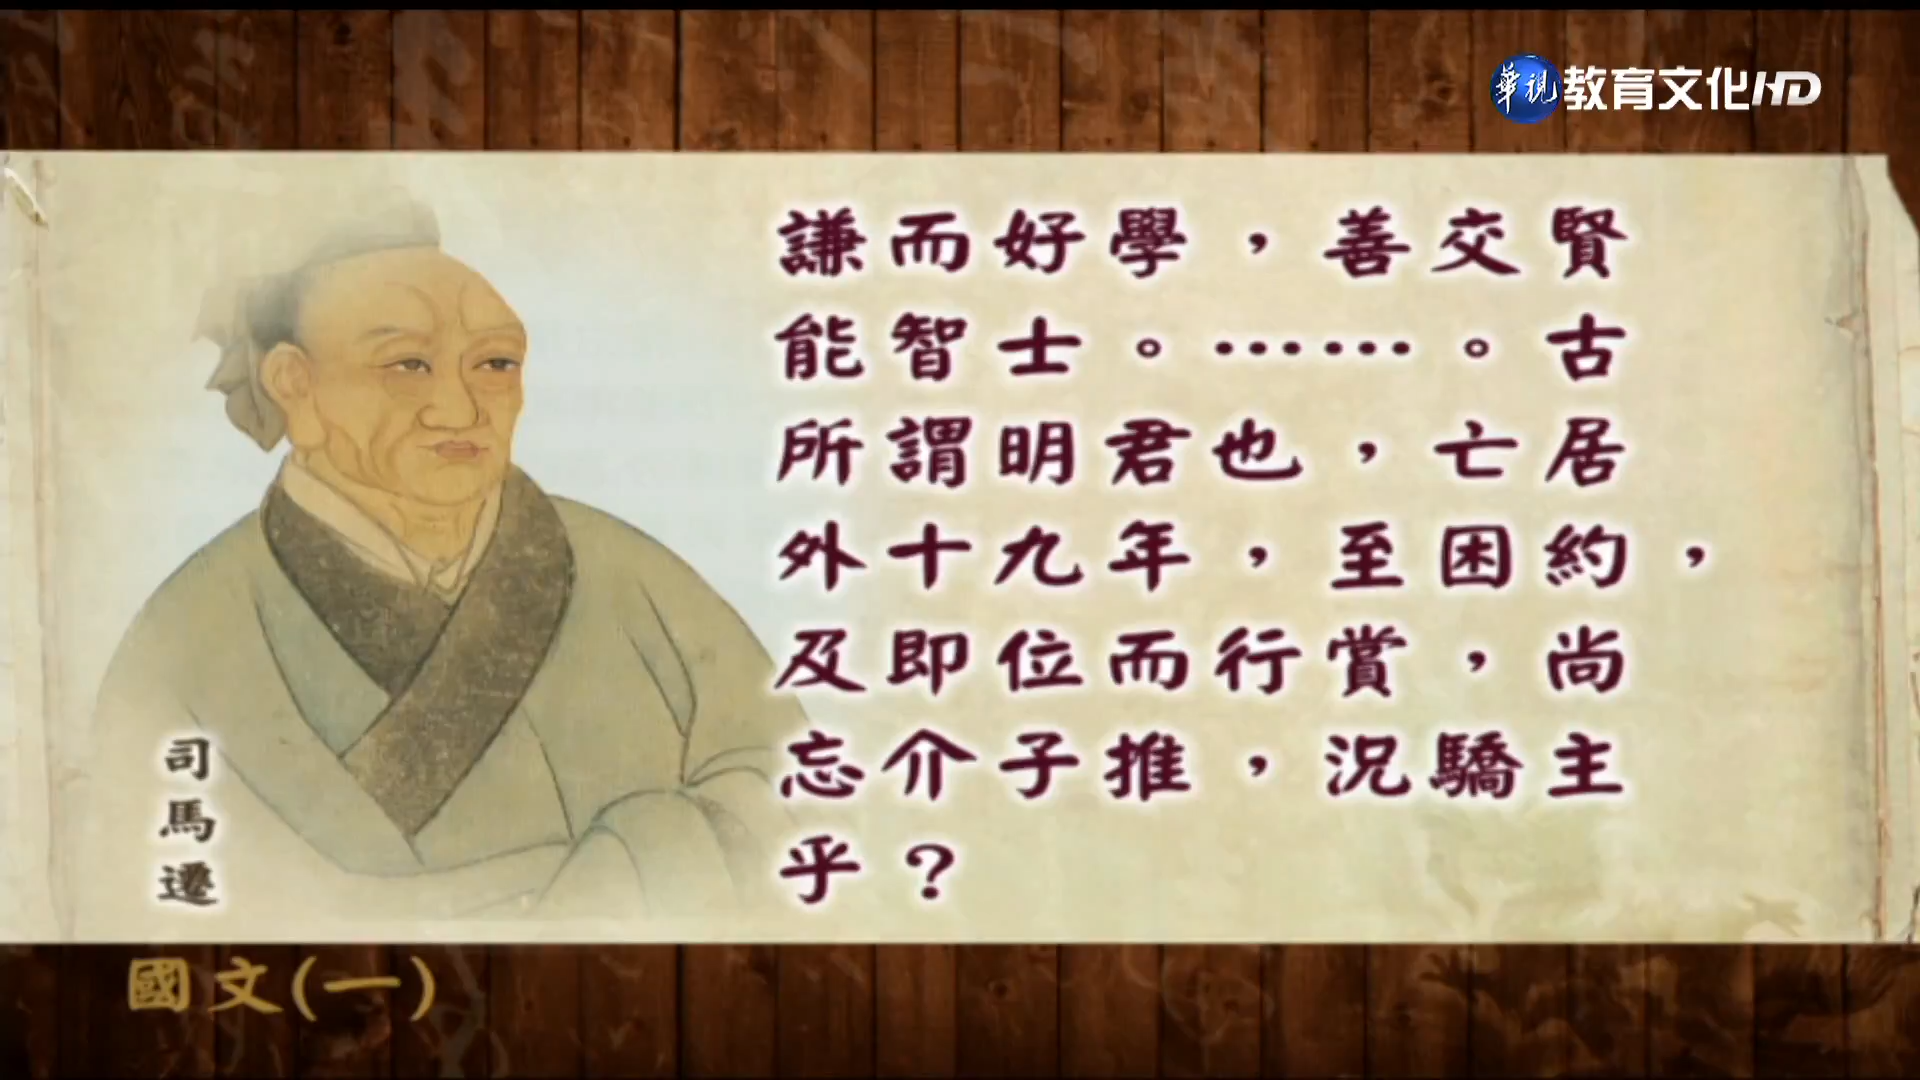 華視 教育文化HD
謙而好學，善交賢
能智士。……。古
所謂明君也，亡居
外十九年，至困約，
及即位而行賞，尚
忘介子推，況驕主
乎？
司馬遷
國文(一)